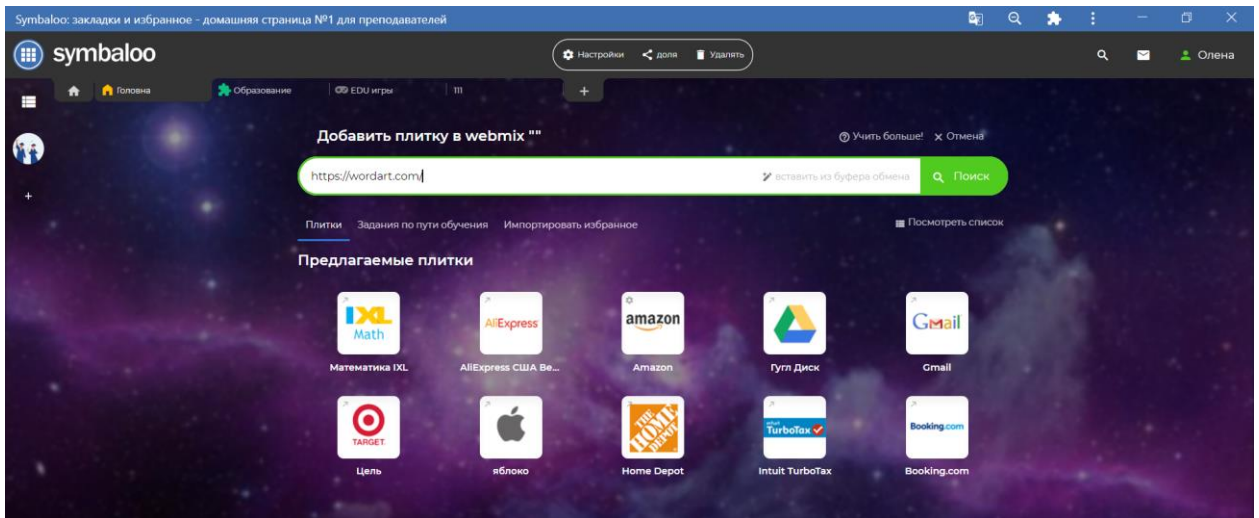 Symbaloo: закладки и избранное - домашняя страница №1 для преподавателей
symbaloo
Настройки доля Удалять
Олена
Головна Образование EDU игры 111 +
Добавить плитку в webmix ""
Учить больше! Отмена
https://wordart.com/
вставить из буфера обмена
Поиск
Плитки Задания по пути обучения Импортировать избранное
Посмотреть список
Предлагаемые плитки
IXL Math
AliExpress
amazon
GMail
Математика IXL
AliExpress США Ве...
Amazon
Гугл Диск
Gmail
TARGET
THE HOME DEPOT
intuit TurboTax
Booking.com
Цель
яблоко
Home Depot
Intuit TurboTax
Booking.com